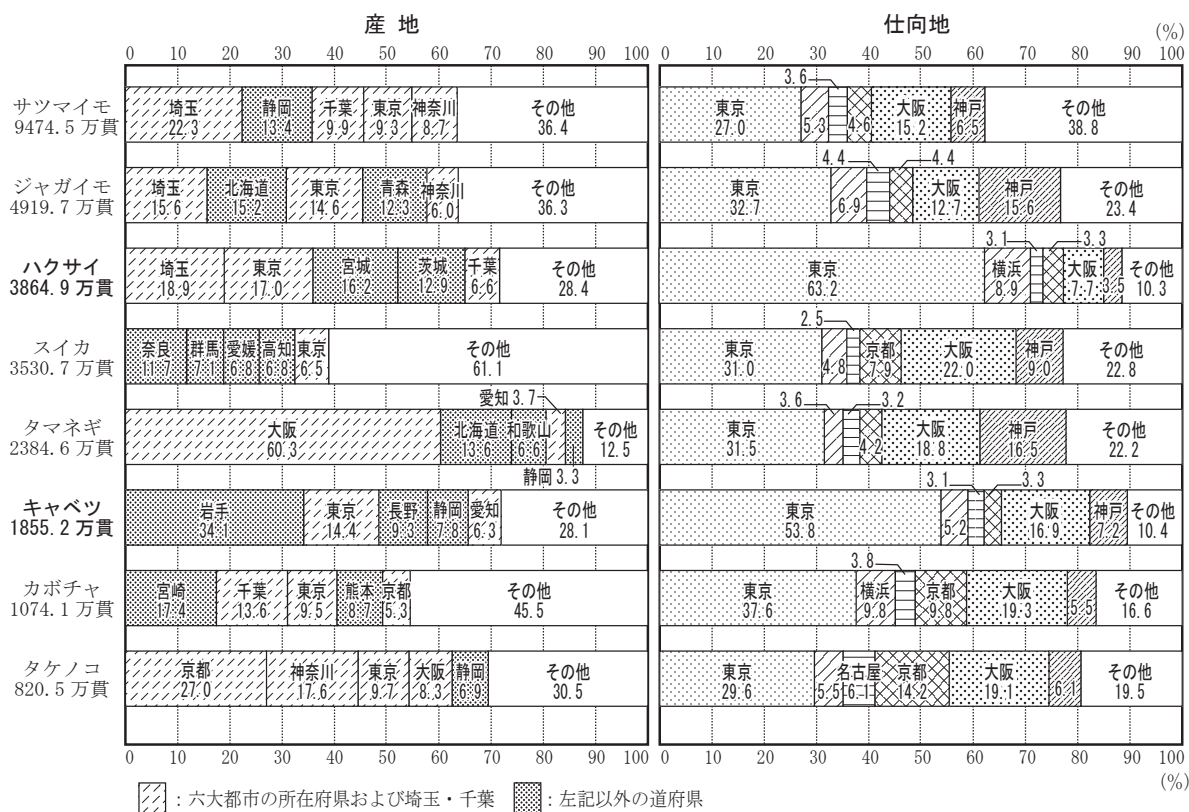 産 地
仕向地
(%)
0 10 20 30 40 50 60 70 80 90 100
0 10 20 30 40 50 60 70 80 90 100
サツマイモ
9474.5 万貫
埼玉 静岡 千葉 東京 神奈川 その他
22.3 13.4 9.9 9.3 8.7 36.4
3.6
東京 大阪 神戸 その他
27.0 5.3 4.6 15.2 6.5 38.8
ジャガイモ
4919.7 万貫
埼玉 北海道 東京 青森 神奈川 その他
15.6 15.2 14.6 12.3 6.0 36.3
4.4 4.4
東京 大阪 神戸 その他
32.7 6.9 12.7 15.6 23.4
ハクサイ
3864.9 万貫
埼玉 東京 宮城 茨城 千葉 その他
18.9 17.0 16.2 12.9 6.6 28.4
3.1 3.3
東京 横浜 大阪 その他
63.2 8.9 7.7 3.5 10.3
スイカ
3530.7 万貫
奈良 群馬 愛媛 高知 東京 その他
11.7 7.1 6.8 6.8 6.5 61.1
2.5
東京 京都 大阪 神戸 その他
31.0 4.8 7.9 22.0 9.0 22.8
タマネギ
2384.6 万貫
愛知 3.7
大阪 北海道 和歌山 その他
60.3 13.6 6.6 12.5
静岡 3.3
3.6 3.2
東京 大阪 神戸 その他
31.5 4.2 18.8 16.5 22.2
キャベツ
1855.2 万貫
岩手 東京 長野 静岡 愛知 その他
34.1 14.4 9.3 7.8 6.3 28.1
3.1 3.3
東京 大阪 神戸 その他
53.8 5.2 16.9 7.2 10.4
カボチャ
1074.1 万貫
宮崎 千葉 東京 熊本 京都 その他
17.4 13.6 9.5 8.7 5.3 45.5
3.8
東京 横浜 京都 大阪 その他
37.6 9.8 9.8 19.3 5.5 16.6
タケノコ
820.5 万貫
京都 神奈川 東京 大阪 静岡 その他
27.0 17.6 9.7 8.3 6.9 30.5
東京 名古屋 京都 大阪 その他
29.6 5.5 6.1 14.2 19.1 6.1 19.5
0 10 20 30 40 50 60 70 80 90 100
0 10 20 30 40 50 60 70 80 90 100
(%)
：六大都市の所在府県および埼玉・千葉 ：左記以外の道府県